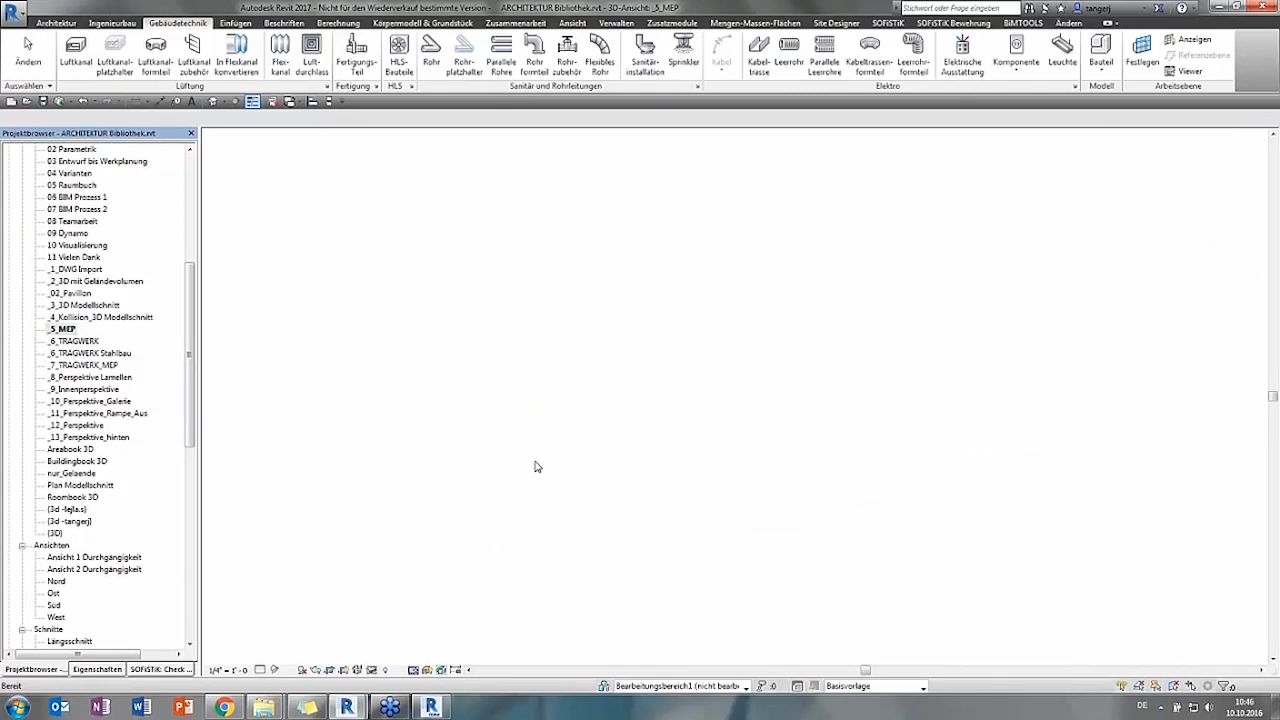 Autodesk Revit 2017 - Nicht für den Wiederverkauf bestimmte Version - ARCHITEKTUR Bibliothek.rvt - 3D-Ansicht: _5_MEP
Stichwort oder Frage eingeben
tangerj
Architektur Ingenieurbau Gebäudetechnik Einfügen Beschriften Berechnung Körpermodell & Grundstück Zusammenarbeit Ansicht Verwalten Zusatzmodule Mengen-Massen-Flächen Site Designer SOFiSTiK SOFiSTiK Bewehrung BiMTOOLS Ändern
Ändern
Luftkanal
Luftkanal-platzhalter
Luftkanal formteil
Luftkanal zubehör
In Flexkanal konvertieren
Flex-kanal
Luft-durchlass
Fertigungs-Teil
HLS-Bauteile
Rohr
Rohr-platzhalter
Parallele Rohre
Rohr formteil
Rohr-zubehör
Flexibles Rohr
Sanitär-installation
Sprinkler
Kabel
Kabel-trasse
Leerrohr
Parallele Leerrohre
Kabeltrassen-formteil
Leerrohr-formteil
Elektrische Ausstattung
Komponente
Leuchte
Bauteil
Festlegen
Anzeigen
Referenzebene
Viewer
Auswählen Lüftung Fertigung HLS Sanitär und Rohrleitungen Elektro Modell Arbeitsebene
Projektbrowser - ARCHITEKTUR Bibliothek.rvt
02 Parametrik
03 Entwurf bis Werkplanung
04 Varianten
05 Raumbuch
06 BIM Prozess 1
07 BIM Prozess 2
08 Teamarbeit
09 Dynamo
10 Visualisierung
11 Vielen Dank
_1_DWG Import
_2_3D mit Geländevolumen
_02_Pavillon
_3_3D Modellschnitt
_4_Kollision_3D Modellschnitt
_5_MEP
_6_TRAGWERK
_6_TRAGWERK Stahlbau
_7_TRAGWERK_MEP
_8_Perspektive Lamellen
_9_Innenperspektive
_10_Perspektive_Galerie
_11_Perspektive_Rampe_Aus
_12_Perspektive
_13_Perspektive_hinten
Areabook 3D
Buildingbook 3D
nur_Gelaende
Plan Modellschnitt
Roombook 3D
{3d -lejla.s}
{3d -tangerj}
{3D}
Ansichten
Ansicht 1 Durchgängigkeit
Ansicht 2 Durchgängigkeit
Nord
Ost
Süd
West
Schnitte
Längsschnitt
Projektbrowser -... Eigenschaften SOFiSTiK: Check ...
1/4" = 1'-0
Bereit
Bearbeitungsbereich1 (nicht bearb
:0
Basisvorlage
:0
DE
10:46
10.10.2016